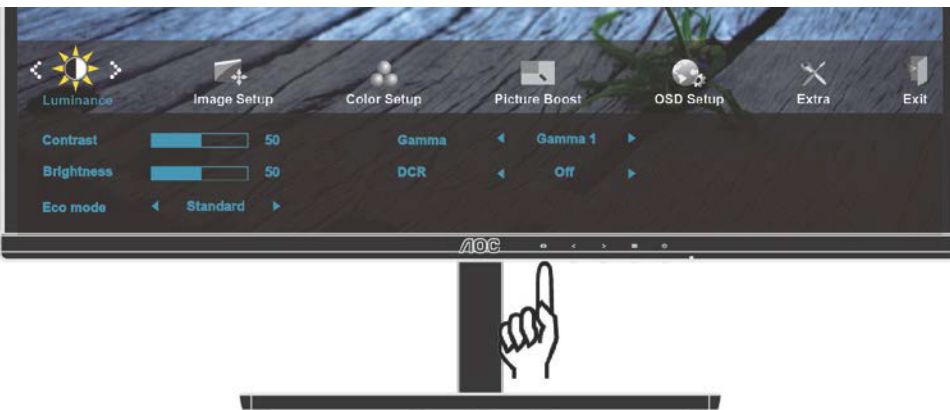 Luminance Image Setup Color Setup Picture Boost OSD Setup Extra Exit
Contrast 50 Gamma Gamma 1
Brightness 50 DCR Off
Eco mode Standard
AOC